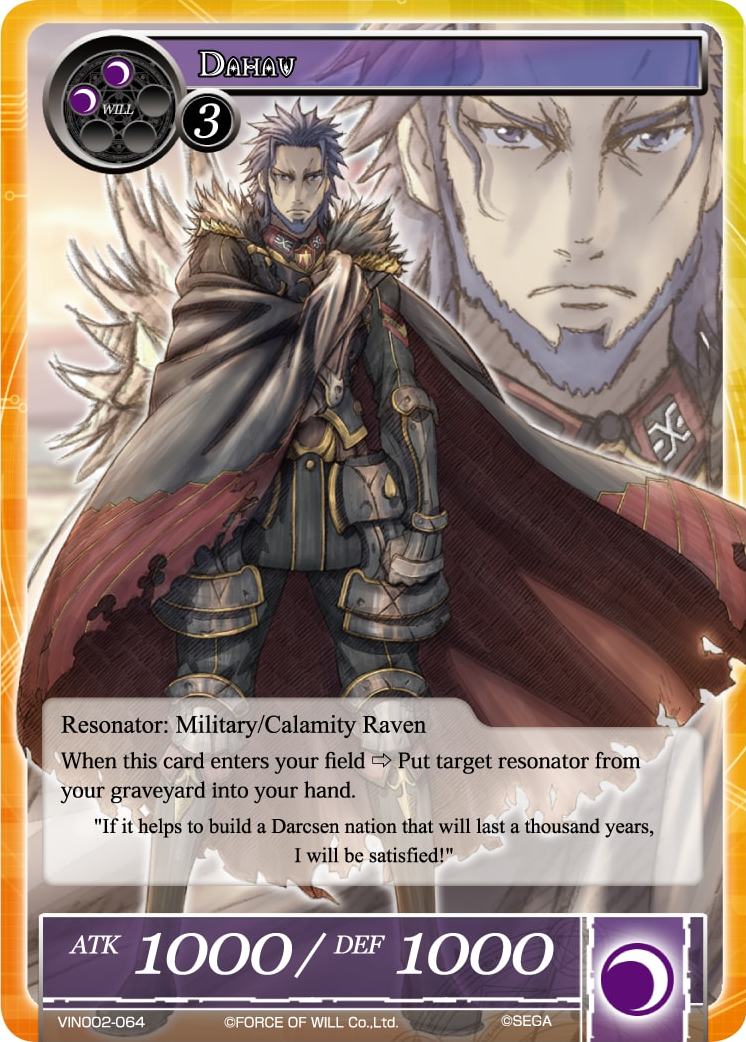 Dahau
WILL
3
Resonator: Military/Calamity Raven
When this card enters your field ⇨ Put target resonator from
your graveyard into your hand.
"If it helps to build a Darcsen nation that will last a thousand years,
I will be satisfied!"
ATK 1000 / DEF 1000
VIN002-064 ©FORCE OF WILL Co.,Ltd. ©SEGA